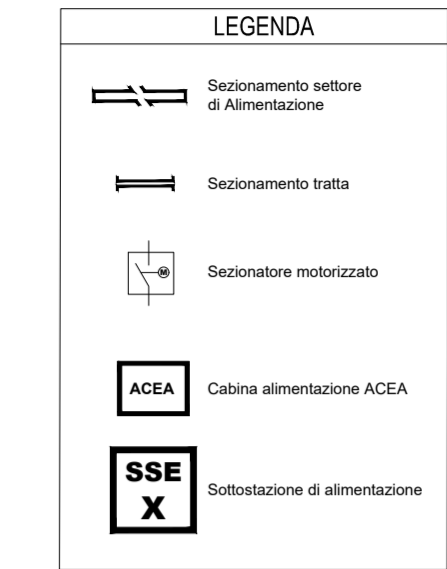 LEGENDA
Sezionamento settore
di Alimentazione
Sezionamento tratta
M
Sezionatore motorizzato
ACEA
Cabina alimentazione ACEA
SSE
X
Sottostazione di alimentazione